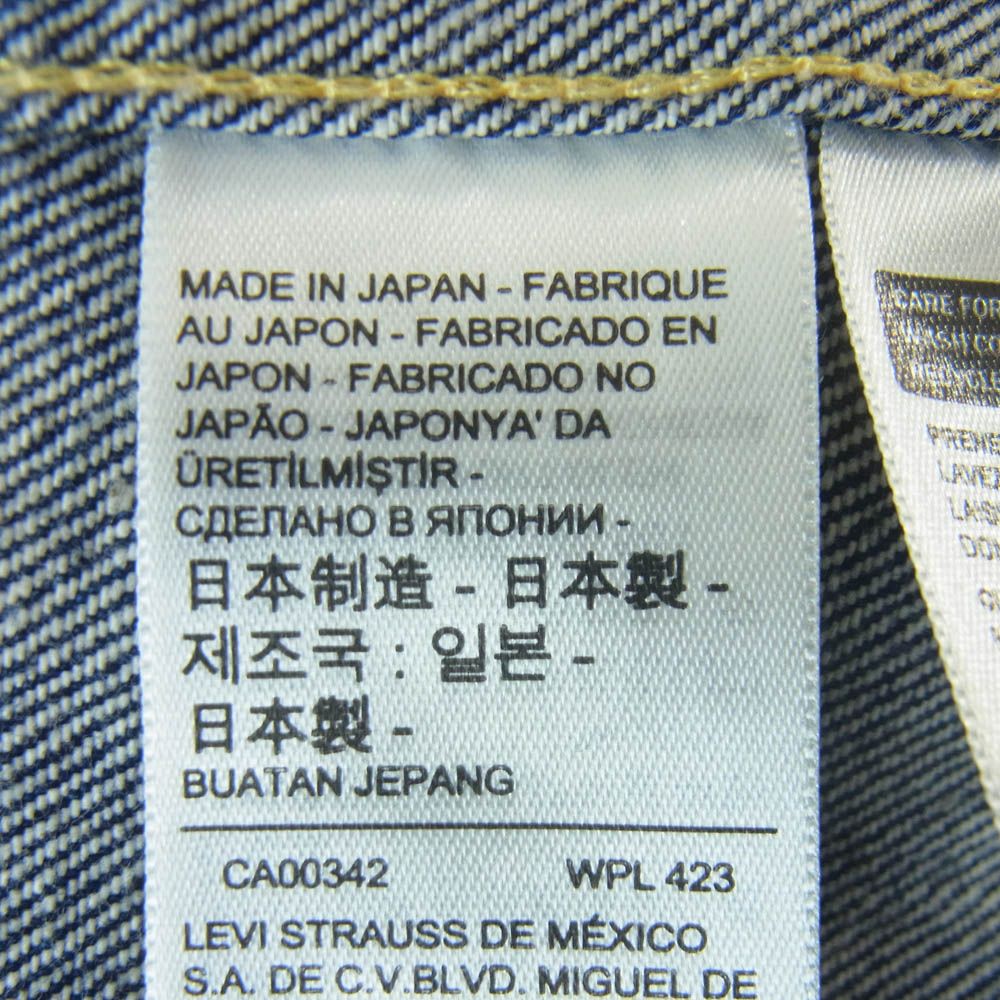 MADE IN JAPAN - FABRIQUE
AU JAPON - FABRICADO EN
JAPON - FABRICADO NO
JAPÃO - JAPONYA' DA
ÜRETİLMİŞTİR -
СДЕЛАНО В ЯПОНИИ -
日本制造 - 日本製 -
제조국 : 일본 -
日本製 -
BUATAN JEPANG
CA00342 WPL 423
LEVI STRAUSS DE MÉXICO
S.A. DE C.V.BLVD. MIGUEL DE
CARE FOR